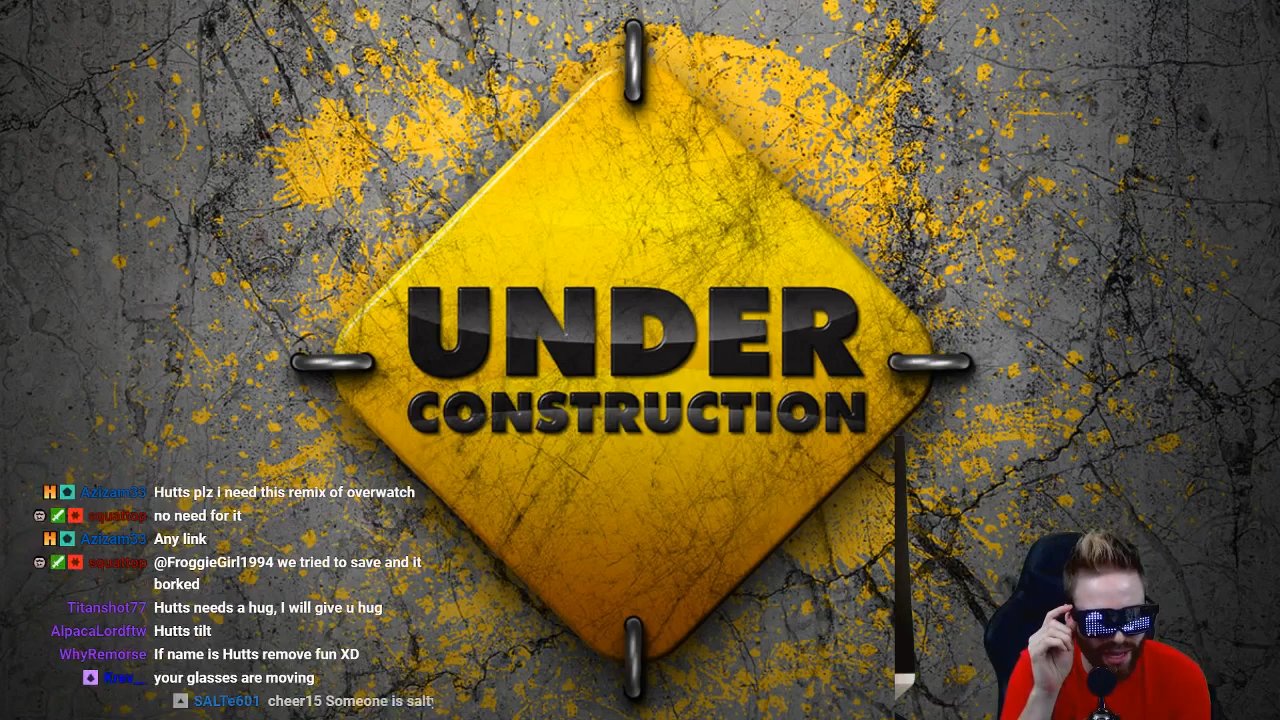 UNDER
CONSTRUCTION
Azizam33 Hutts plz i need this remix of overwatch
squattop no need for it
Azizam33 Any link
squattop @FroggieGirl1994 we tried to save and it
borked
Titanshot77 Hutts needs a hug, I will give u hug
AlpacaLordftw Hutts tilt
WhyRemorse If name is Hutts remove fun XD
your glasses are moving
SALTe601 cheer15 Someone is salty